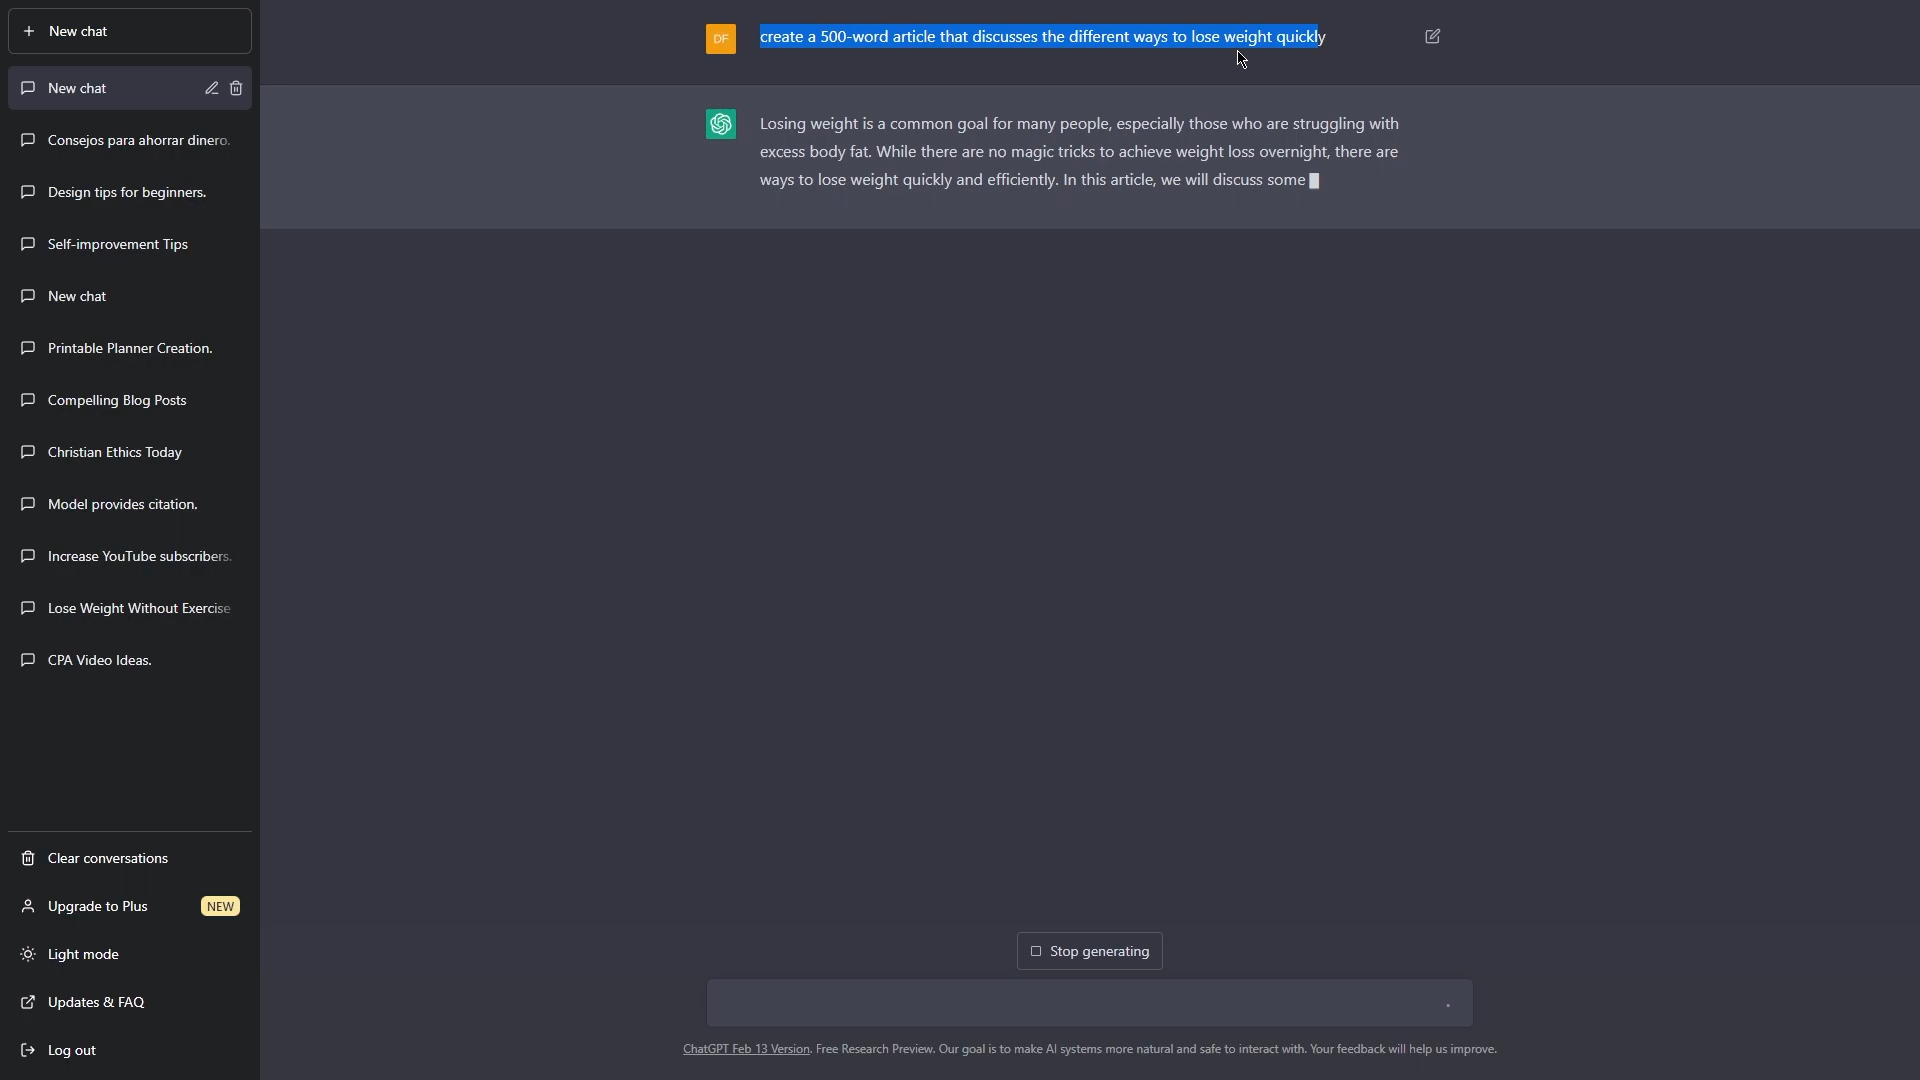 New chat
New chat
Consejos para ahorrar dinero.
Design tips for beginners.
Self-improvement Tips
New chat
Printable Planner Creation.
Compelling Blog Posts
Christian Ethics Today
Model provides citation.
Increase YouTube subscribers.
Lose Weight Without Exercise
CPA Video Ideas.
Clear conversations
Upgrade to Plus NEW
Light mode
Updates & FAQ
Log out
DF
create a 500-word article that discusses the different ways to lose weight quickly
Losing weight is a common goal for many people, especially those who are struggling with
excess body fat. While there are no magic tricks to achieve weight loss overnight, there are
ways to lose weight quickly and efficiently. In this article, we will discuss some
Stop generating
ChatGPT Feb 13 Version. Free Research Preview. Our goal is to make AI systems more natural and safe to interact with. Your feedback will help us improve.